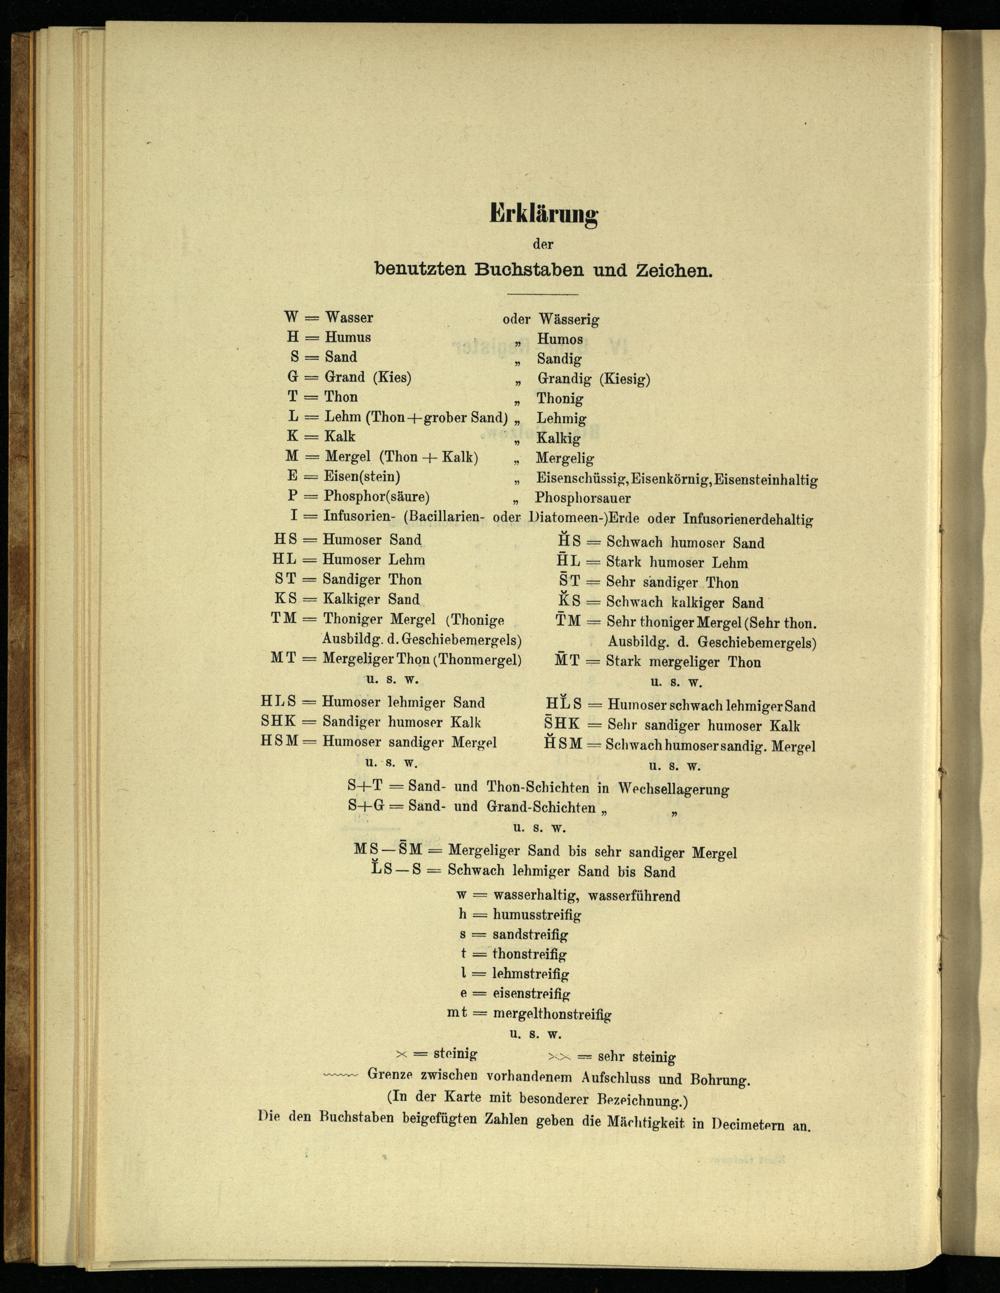 Erklärung
der
benutzten Buchstaben und Zeichen.
W = Wasser oder Wässerig
H = Humus „ Humos
S = Sand „ Sandig
G = Grand (Kies) „ Grandig (Kiesig)
T = Thon „ Thonig
L = Lehm (Thon + grober Sand) „ Lehmig
K = Kalk „ Kalkig
M = Mergel (Thon + Kalk) „ Mergelig
E = Eisen(stein) „ Eisenschüssig, Eisenkörnig, Eisensteinhaltig
P = Phosphor(säure) „ Phosphorsauer
I = Infusorien- (Bacillarien- oder Diatomeen-)Erde oder Infusorienerdehaltig
HS = Humoser Sand H̆S = Schwach humoser Sand
HL = Humoser Lehm H̄L = Stark humoser Lehm
ST = Sandiger Thon S̄T = Sehr sandiger Thon
KS = Kalkiger Sand K̆S = Schwach kalkiger Sand
TM = Thoniger Mergel (Thonige T̄M = Sehr thoniger Mergel (Sehr thon.
Ausbildg. d. Geschiebemergels) Ausbildg. d. Geschiebemergels)
MT = Mergeliger Thon (Thonmergel) M̄T = Stark mergeliger Thon
u. s. w. u. s. w.
HLS = Humoser lehmiger Sand HL̆S = Humoser schwach lehmiger Sand
SHK = Sandiger humoser Kalk S̄HK = Sehr sandiger humoser Kalk
HSM = Humoser sandiger Mergel H̆SM = Schwach humoser sandig. Mergel
u. s. w. u. s. w.
S+T = Sand- und Thon-Schichten in Wechsellagerung
S+G = Sand- und Grand-Schichten „ „
u. s. w.
MS — S̄M = Mergeliger Sand bis sehr sandiger Mergel
L̆S — S = Schwach lehmiger Sand bis Sand
w = wasserhaltig, wasserführend
h = humusstreifig
s = sandstreifig
t = thonstreifig
l = lehmstreifig
e = eisenstreifig
mt = mergelthonstreifig
u. s. w.
× = steinig ×× = sehr steinig
﹏﹏ Grenze zwischen vorhandenem Aufschluss und Bohrung.
(In der Karte mit besonderer Bezeichnung.)
Die den Buchstaben beigefügten Zahlen geben die Mächtigkeit in Decimetern an.